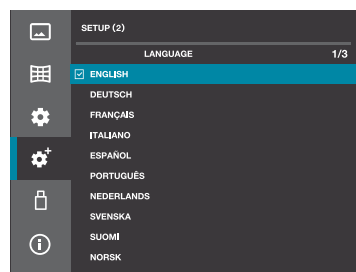 SETUP (2)
LANGUAGE 1/3
ENGLISH
DEUTSCH
FRANÇAIS
ITALIANO
ESPAÑOL
PORTUGUÊS
NEDERLANDS
SVENSKA
SUOMI
NORSK